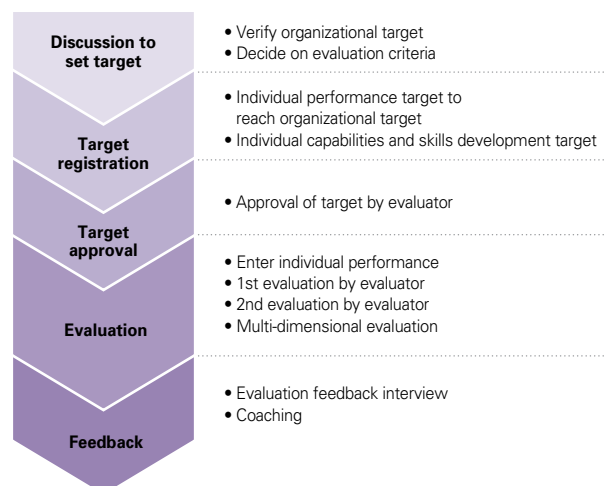 Discussion to
set target
• Verify organizational target
• Decide on evaluation criteria
Target
registration
• Individual performance target to
reach organizational target
• Individual capabilities and skills development target
Target
approval
• Approval of target by evaluator
Evaluation
• Enter individual performance
• 1st evaluation by evaluator
• 2nd evaluation by evaluator
• Multi-dimensional evaluation
Feedback
• Evaluation feedback interview
• Coaching